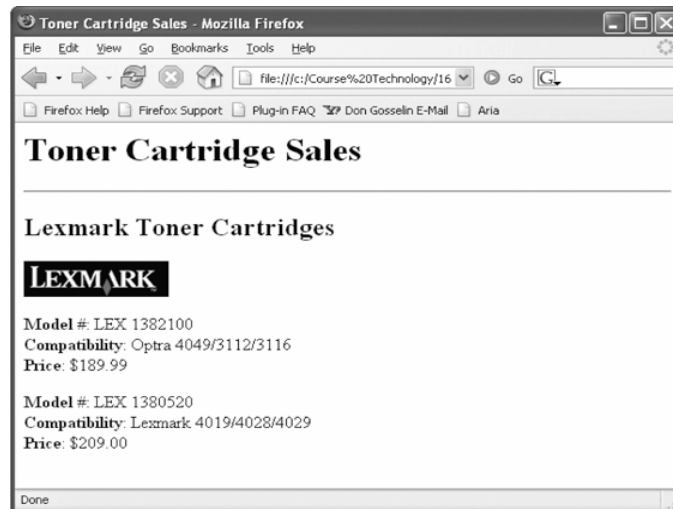 Toner Cartridge Sales - Mozilla Firefox
File Edit View Go Bookmarks Tools Help
file:///c:/Course%20Technology/16 Go G
Firefox Help Firefox Support Plug-in FAQ Don Gosselin E-Mail Aria
Toner Cartridge Sales
Lexmark Toner Cartridges
LEXMARK
Model #: LEX 1382100
Compatibility: Optra 4049/3112/3116
Price: $189.99
Model #: LEX 1380520
Compatibility: Lexmark 4019/4028/4029
Price: $209.00
Done